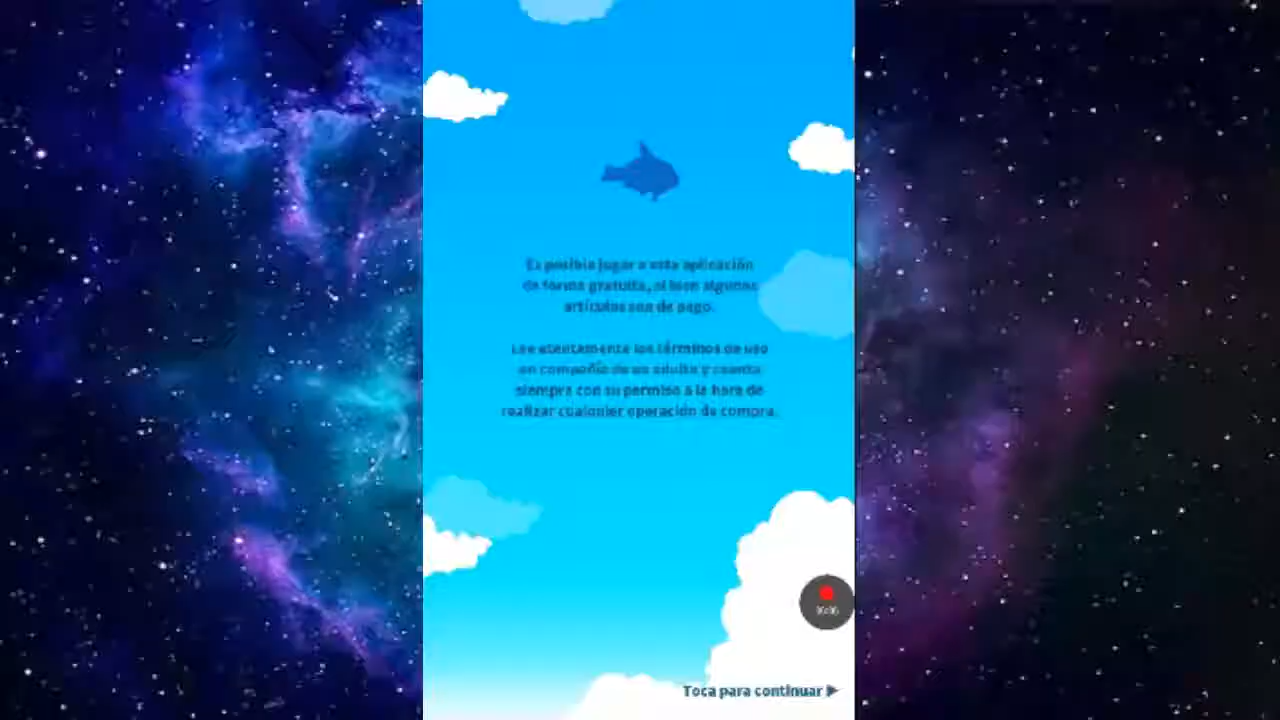 Es posible jugar a esta aplicación
de forma gratuita, si bien algunos
artículos son de pago.
Lee atentamente los términos de uso
en compañía de un adulto y cuenta
siempre con su permiso a la hora de
realizar cualquier operación de compra.
Toca para continuar ▶